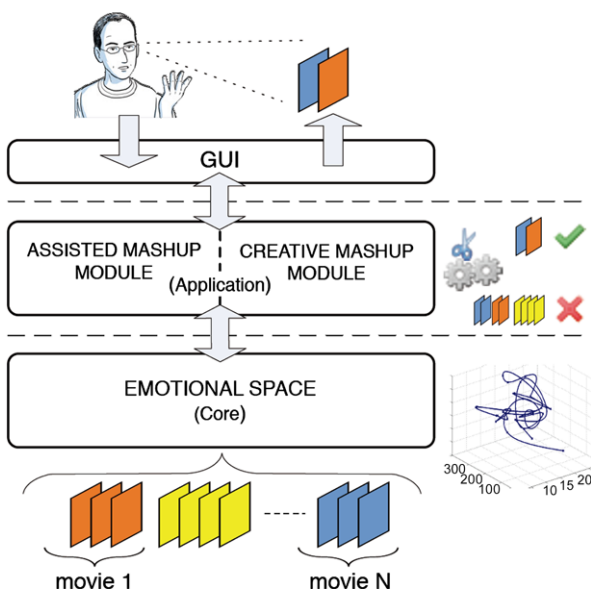 GUI
ASSISTED MASHUP
MODULE
CREATIVE MASHUP
MODULE
(Application)
EMOTIONAL SPACE
(Core)
300
200
100
10
15
20
movie 1
movie N